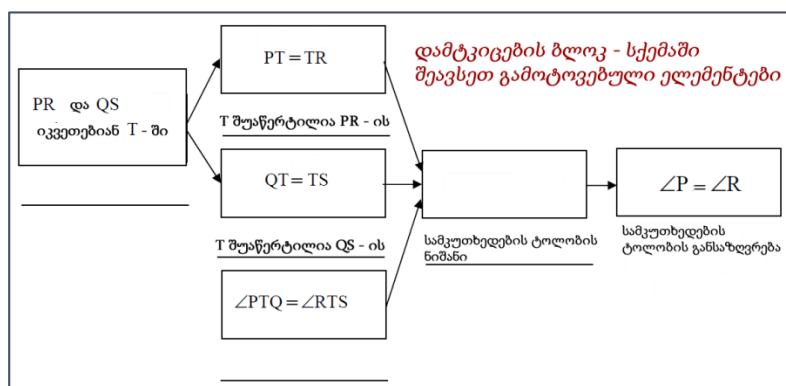 PT = TR
დამტკიცების ბლოკ - სქემაში
შეავსეთ გამოტოვებული ელემენტები
PR და QS
იკვეთებიან T - ში
T შუაწერტილია PR - ის
QT = TS
∠P = ∠R
T შუაწერტილია QS - ის
სამკუთხედების ტოლობის
ნიშანი
სამკუთხედების
ტოლობის განსაზღვრება
∠PTQ = ∠RTS